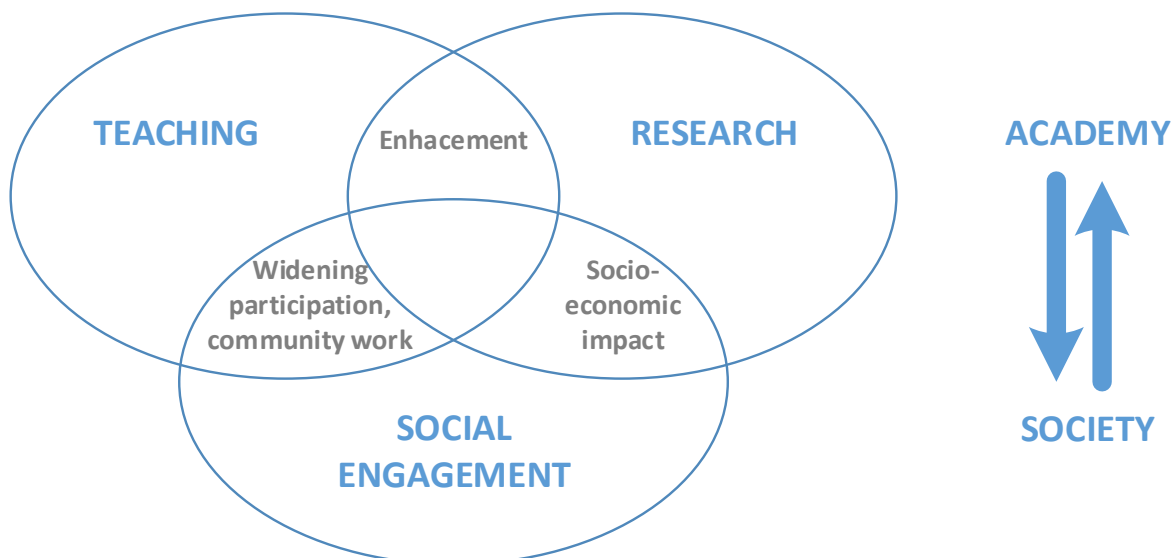 TEACHING
Enhacement
RESEARCH
ACADEMY
Widening
participation,
community work
Socio-
economic
impact
SOCIAL
ENGAGEMENT
SOCIETY